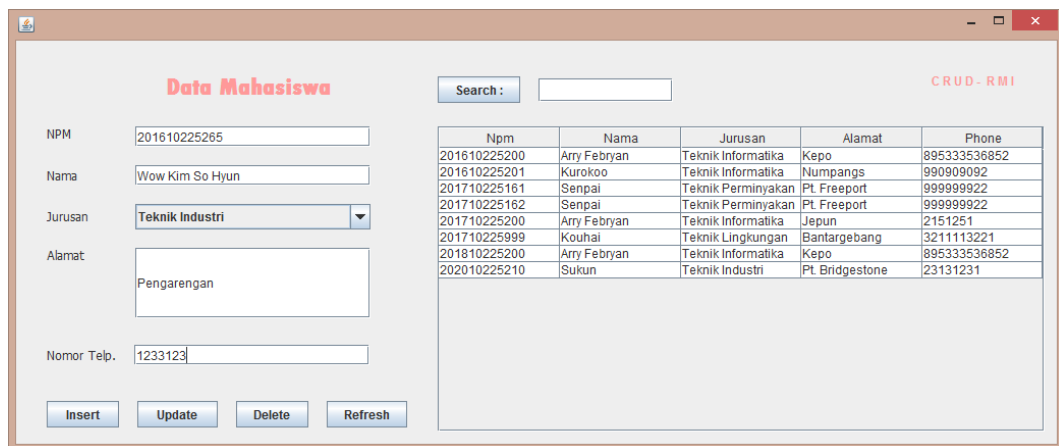 Data Mahasiswa
NPM 201610225265
Nama Wow Kim So Hyun
Jurusan Teknik Industri
Alamat Pengarengan
Nomor Telp. 1233123
Insert Update Delete Refresh
Search :
CRUD-RMI
Npm Nama Jurusan Alamat Phone
201610225200 Arry Febryan Teknik Informatika Kepo 895333536852
201610225201 Kurokoo Teknik Informatika Numpangs 990909092
201710225161 Senpai Teknik Perminyakan Pt. Freeport 999999922
201710225162 Senpai Teknik Perminyakan Pt. Freeport 999999922
201710225200 Arry Febryan Teknik Informatika Jepun 2151251
201710225999 Kouhai Teknik Lingkungan Bantargebang 3211113221
201810225200 Arry Febryan Teknik Informatika Kepo 895333536852
202010225210 Sukun Teknik Industri Pt. Bridgestone 23131231